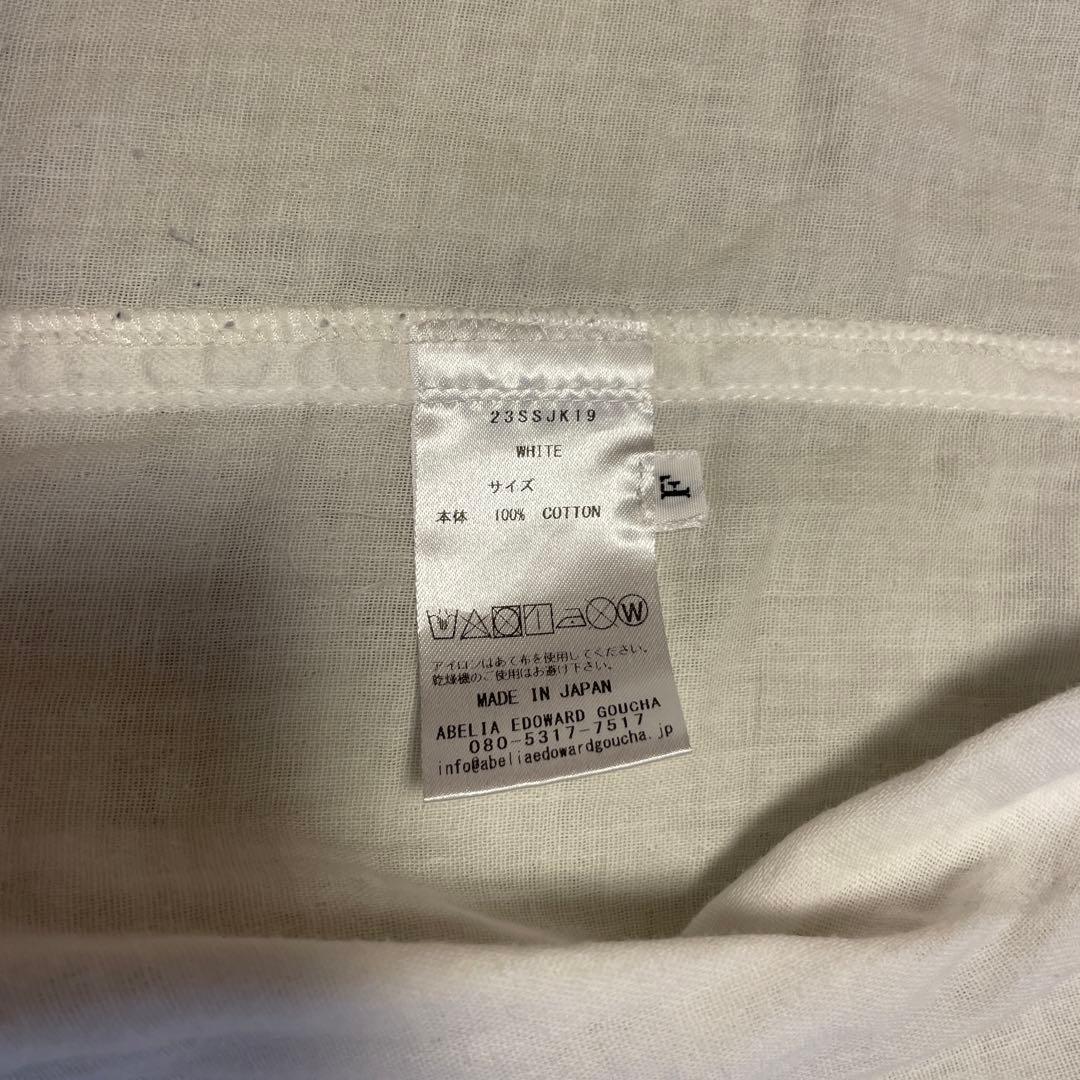 23SSJK19
WHITE
サイズ
F
本体 100% COTTON
W
アイロンはあて布を使用してください。
乾燥機のご使用はお避け下さい。
MADE IN JAPAN
ABELIA EDOWARD GOUCHA
080-5317-7517
info@abeliaedowardgoucha.jp